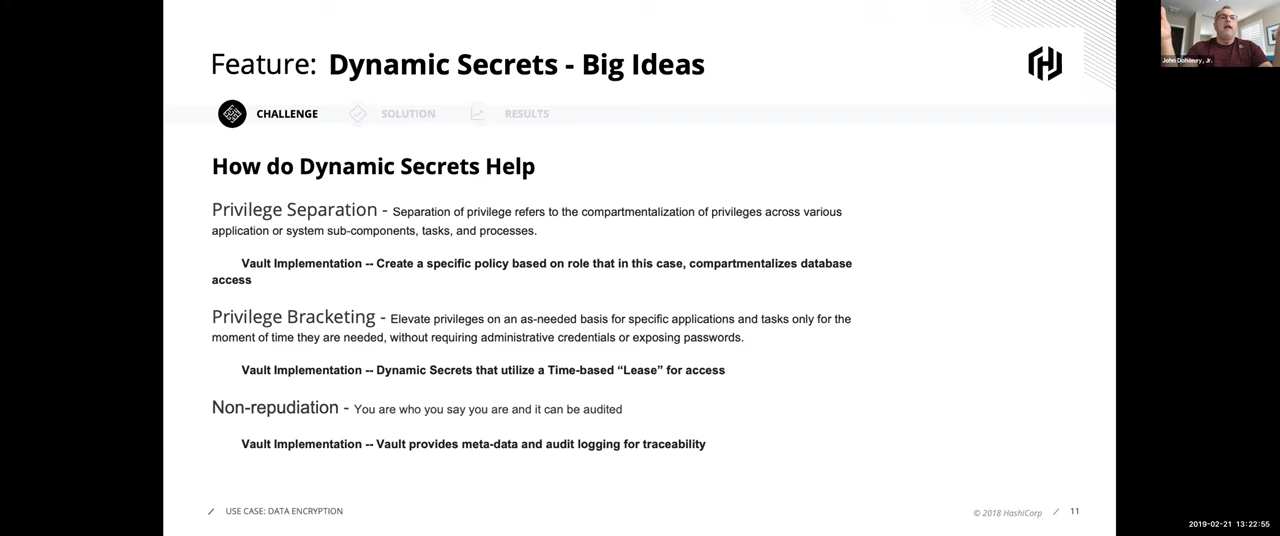 Feature: Dynamic Secrets - Big Ideas
CHALLENGE SOLUTION RESULTS
How do Dynamic Secrets Help
Privilege Separation - Separation of privilege refers to the compartmentalization of privileges across various
application or system sub-components, tasks, and processes.
Vault Implementation -- Create a specific policy based on role that in this case, compartmentalizes database
access
Privilege Bracketing - Elevate privileges on an as-needed basis for specific applications and tasks only for the
moment of time they are needed, without requiring administrative credentials or exposing passwords.
Vault Implementation -- Dynamic Secrets that utilize a Time-based “Lease” for access
Non-repudiation - You are who you say you are and it can be audited
Vault Implementation -- Vault provides meta-data and audit logging for traceability
USE CASE: DATA ENCRYPTION
© 2018 HashiCorp / 11
John Dohoney, Jr.
2019-02-21 13:22:55